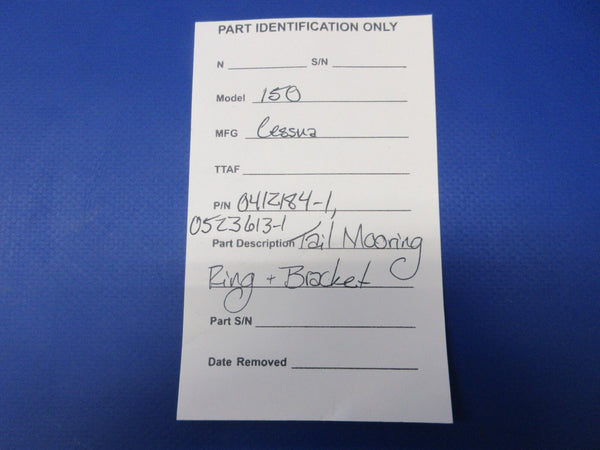 PART IDENTIFICATION ONLY
N S/N
Model 150
MFG Cessna
TTAF
P/N 0412184-1,
0523613-1
Part Description Tail Mooring
Ring + Bracket
Part S/N
Date Removed